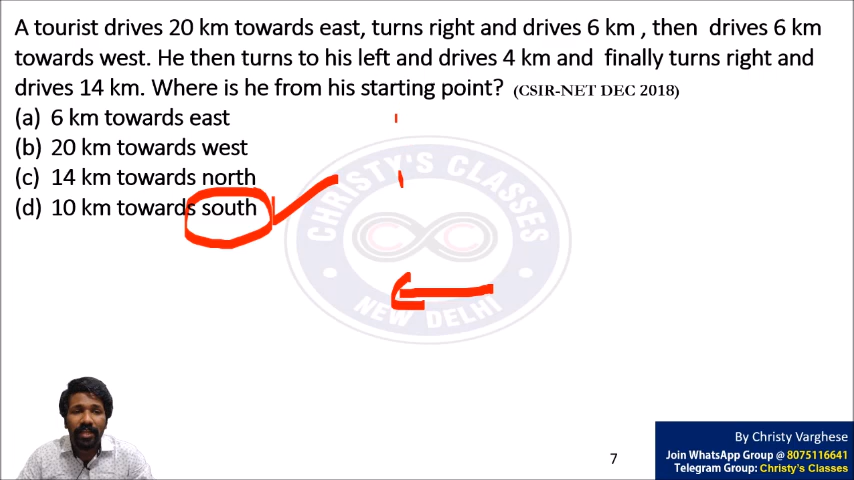 A tourist drives 20 km towards east, turns right and drives 6 km , then drives 6 km
towards west. He then turns to his left and drives 4 km and finally turns right and
drives 14 km. Where is he from his starting point? (CSIR-NET DEC 2018)
(a) 6 km towards east
(b) 20 km towards west
(c) 14 km towards north
(d) 10 km towards south
CHRISTY'S CLASSES
NEW DELHI
By Christy Varghese
Join WhatsApp Group @ 8075116641
Telegram Group: Christy's Classes
7